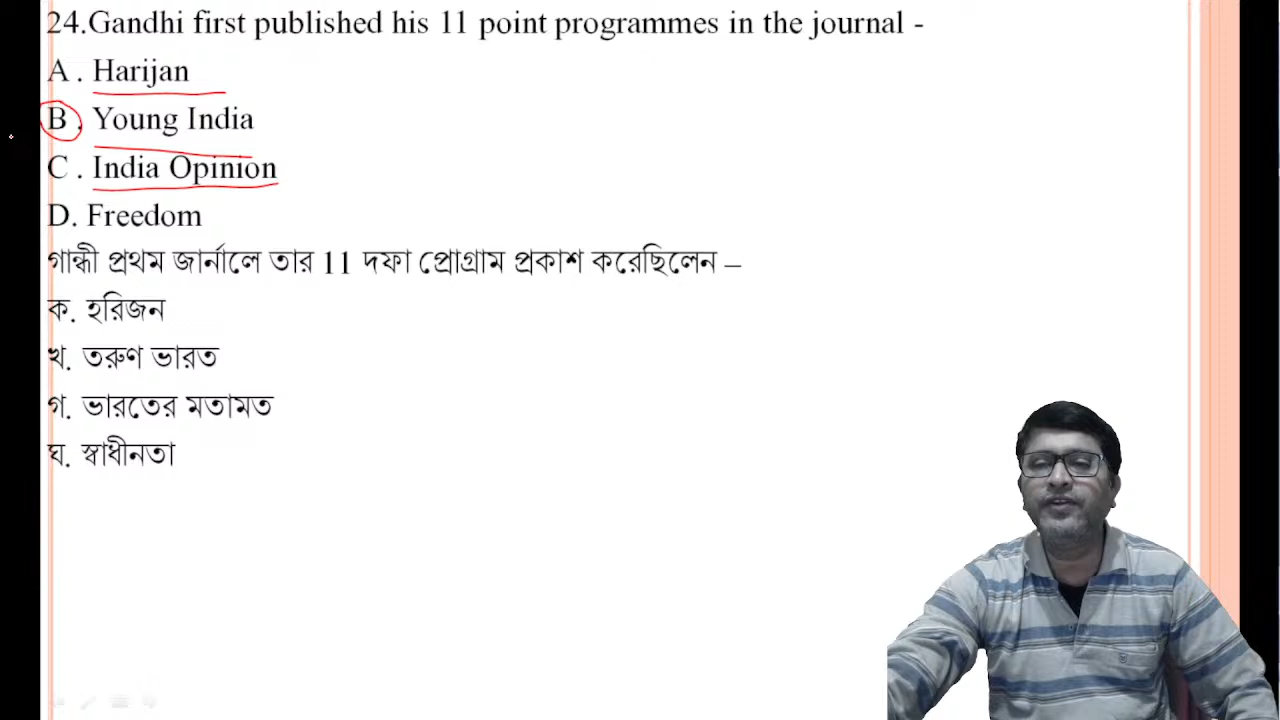 24.Gandhi first published his 11 point programmes in the journal -
A . Harijan
B . Young India
C . India Opinion
D. Freedom
গান্ধী প্রথম জার্নালে তার 11 দফা প্রোগ্রাম প্রকাশ করেছিলেন –
ক. হরিজন
খ. তরুণ ভারত
গ. ভারতের মতামত
ঘ. স্বাধীনতা